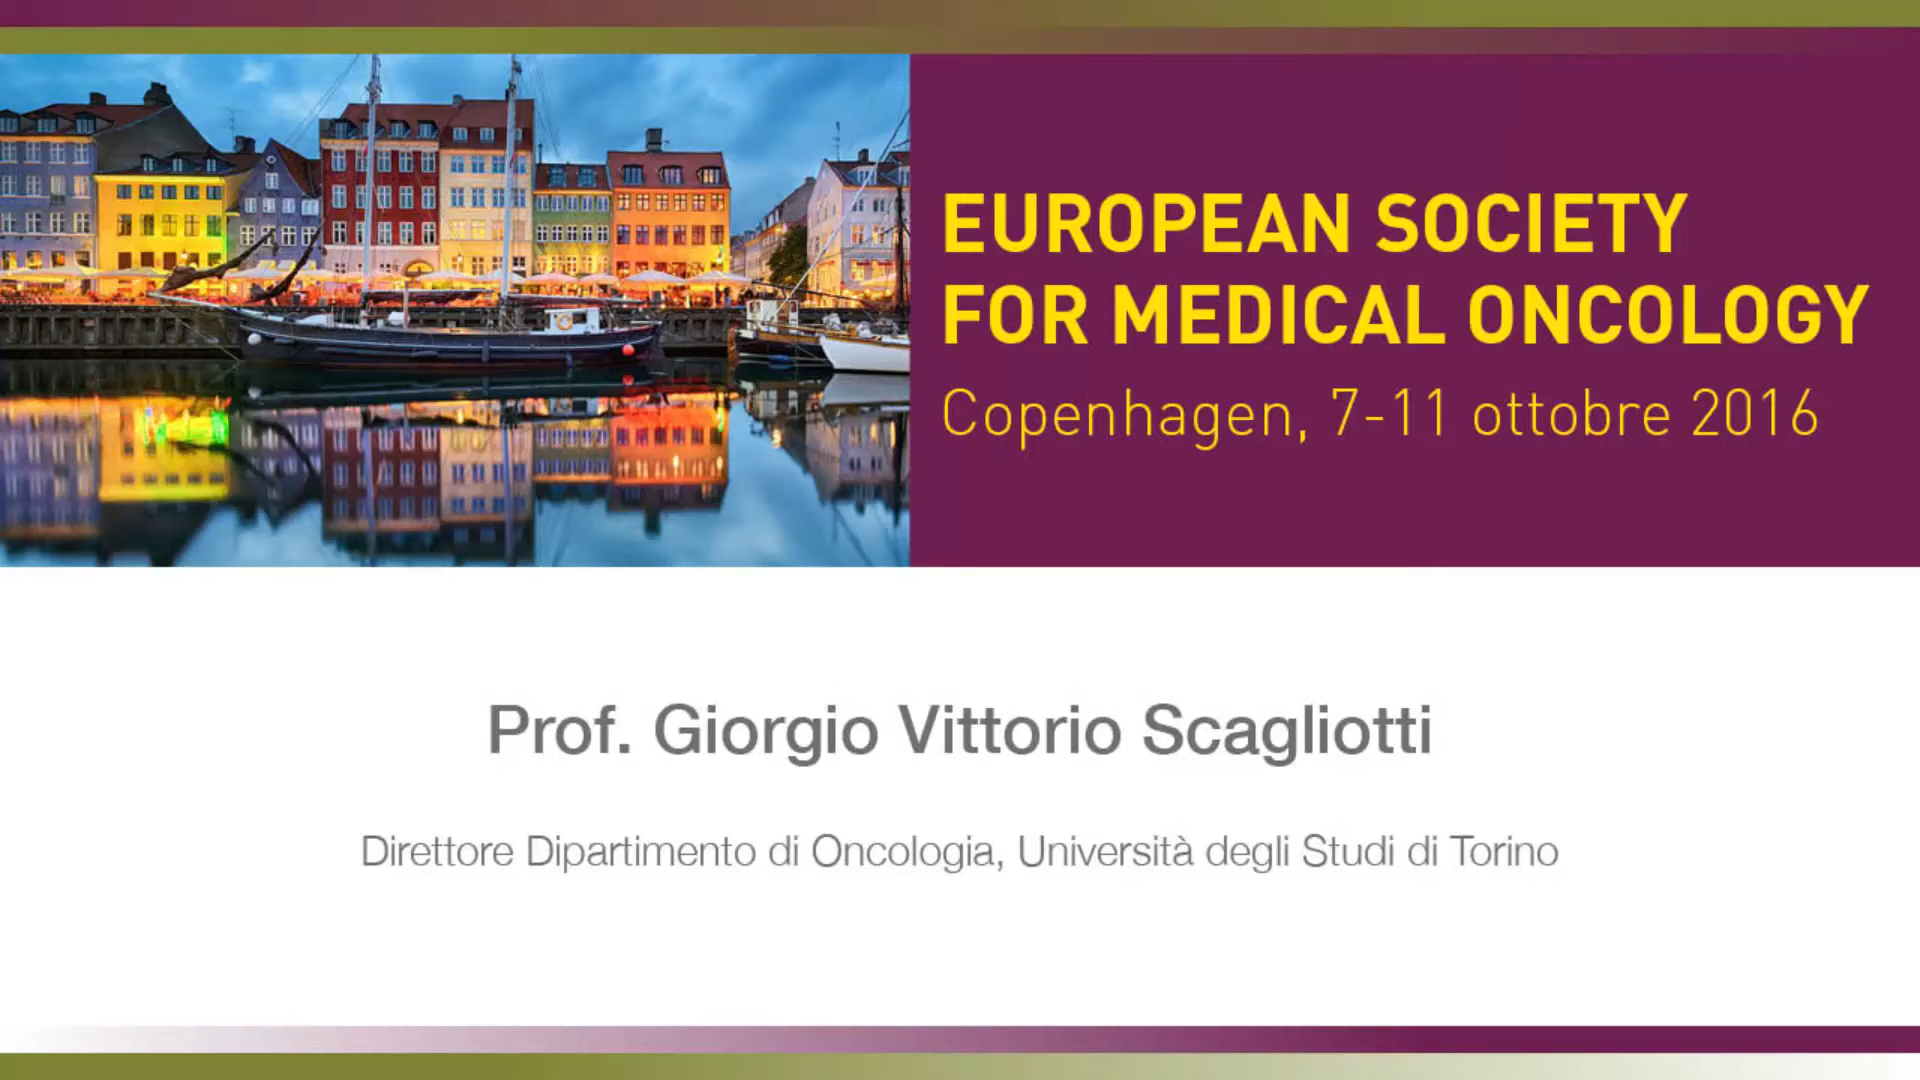 EUROPEAN SOCIETY
FOR MEDICAL ONCOLOGY
Copenhagen, 7-11 ottobre 2016
Prof. Giorgio Vittorio Scagliotti
Direttore Dipartimento di Oncologia, Università degli Studi di Torino